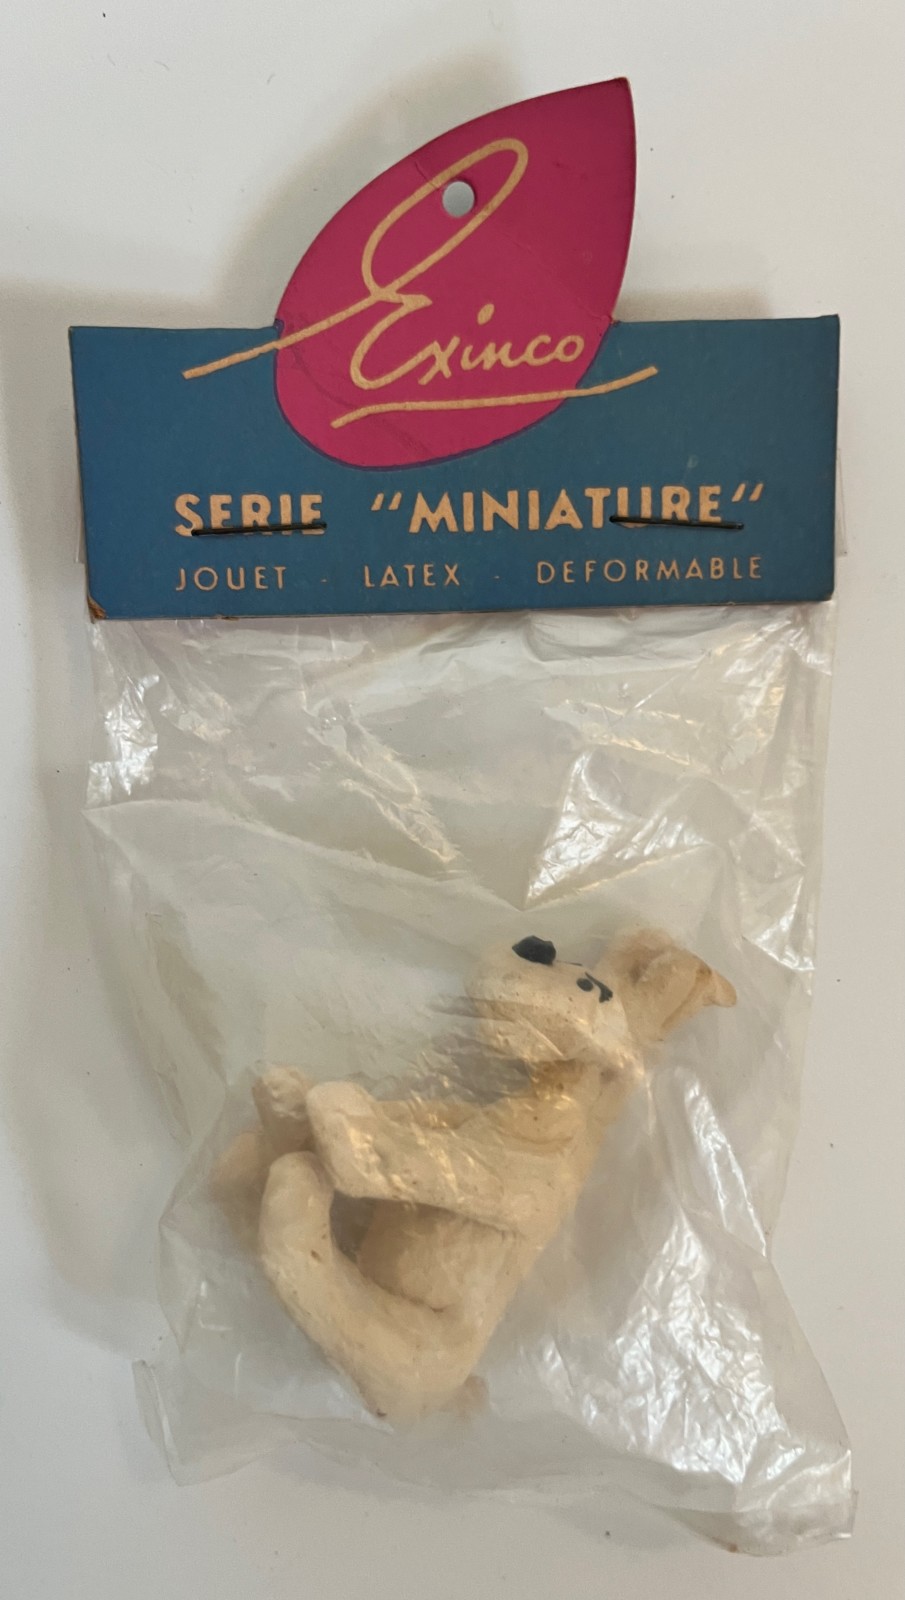 Exinco
SERIE "MINIATURE"
JOUET - LATEX - DEFORMABLE